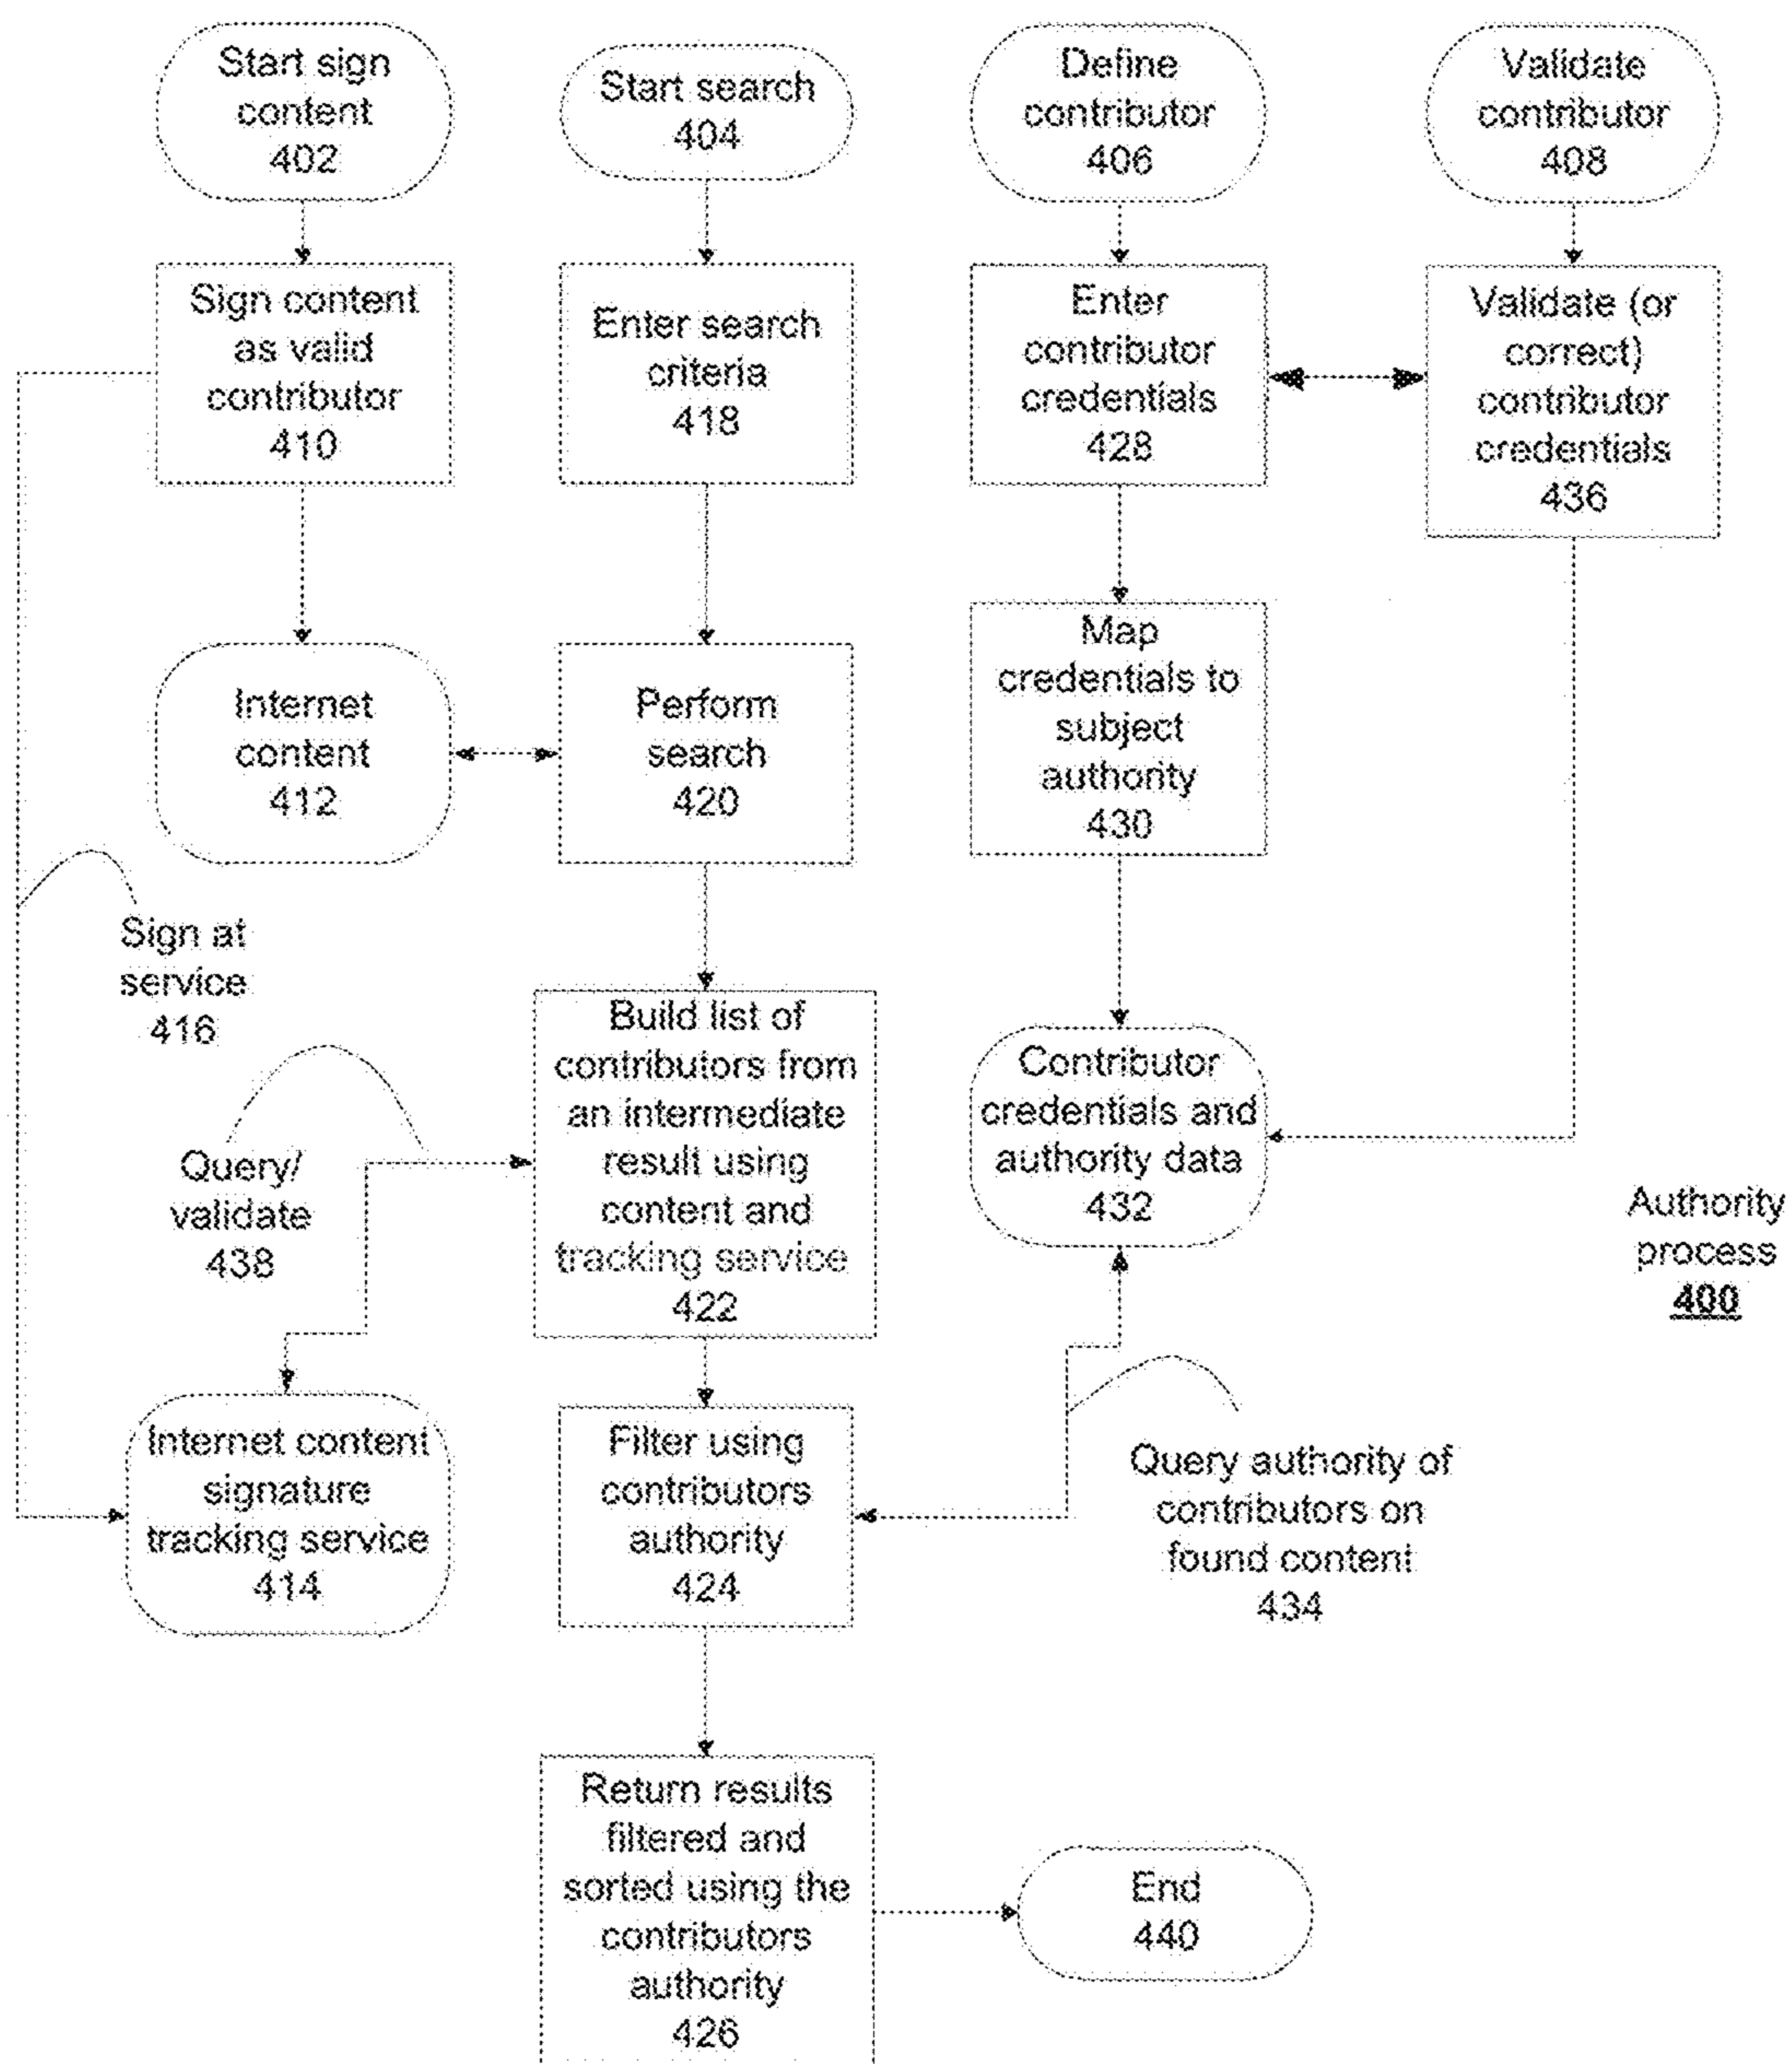 Start sign
content
402
Start search
404
Define
contributor
406
Validate
contributor
408
Sign content
as valid
contributor
410
Enter search
criteria
418
Enter
contributor
credentials
428
Validate (or
correct)
contributor
credentials
436
Internet
content
412
Perform
search
420
Map
credentials to
subject
authority
430
Sign at
service
416
Build list of
contributors from
an intermediate
result using
content and
tracking service
422
Contributor
credentials and
authority data
432
Query/
validate
438
Authority
process
400
Internet content
signature
tracking service
414
Filter using
contributors
authority
424
Query authority of
contributors on
found content
434
Return results
filtered and
sorted using the
contributors
authority
426
End
440